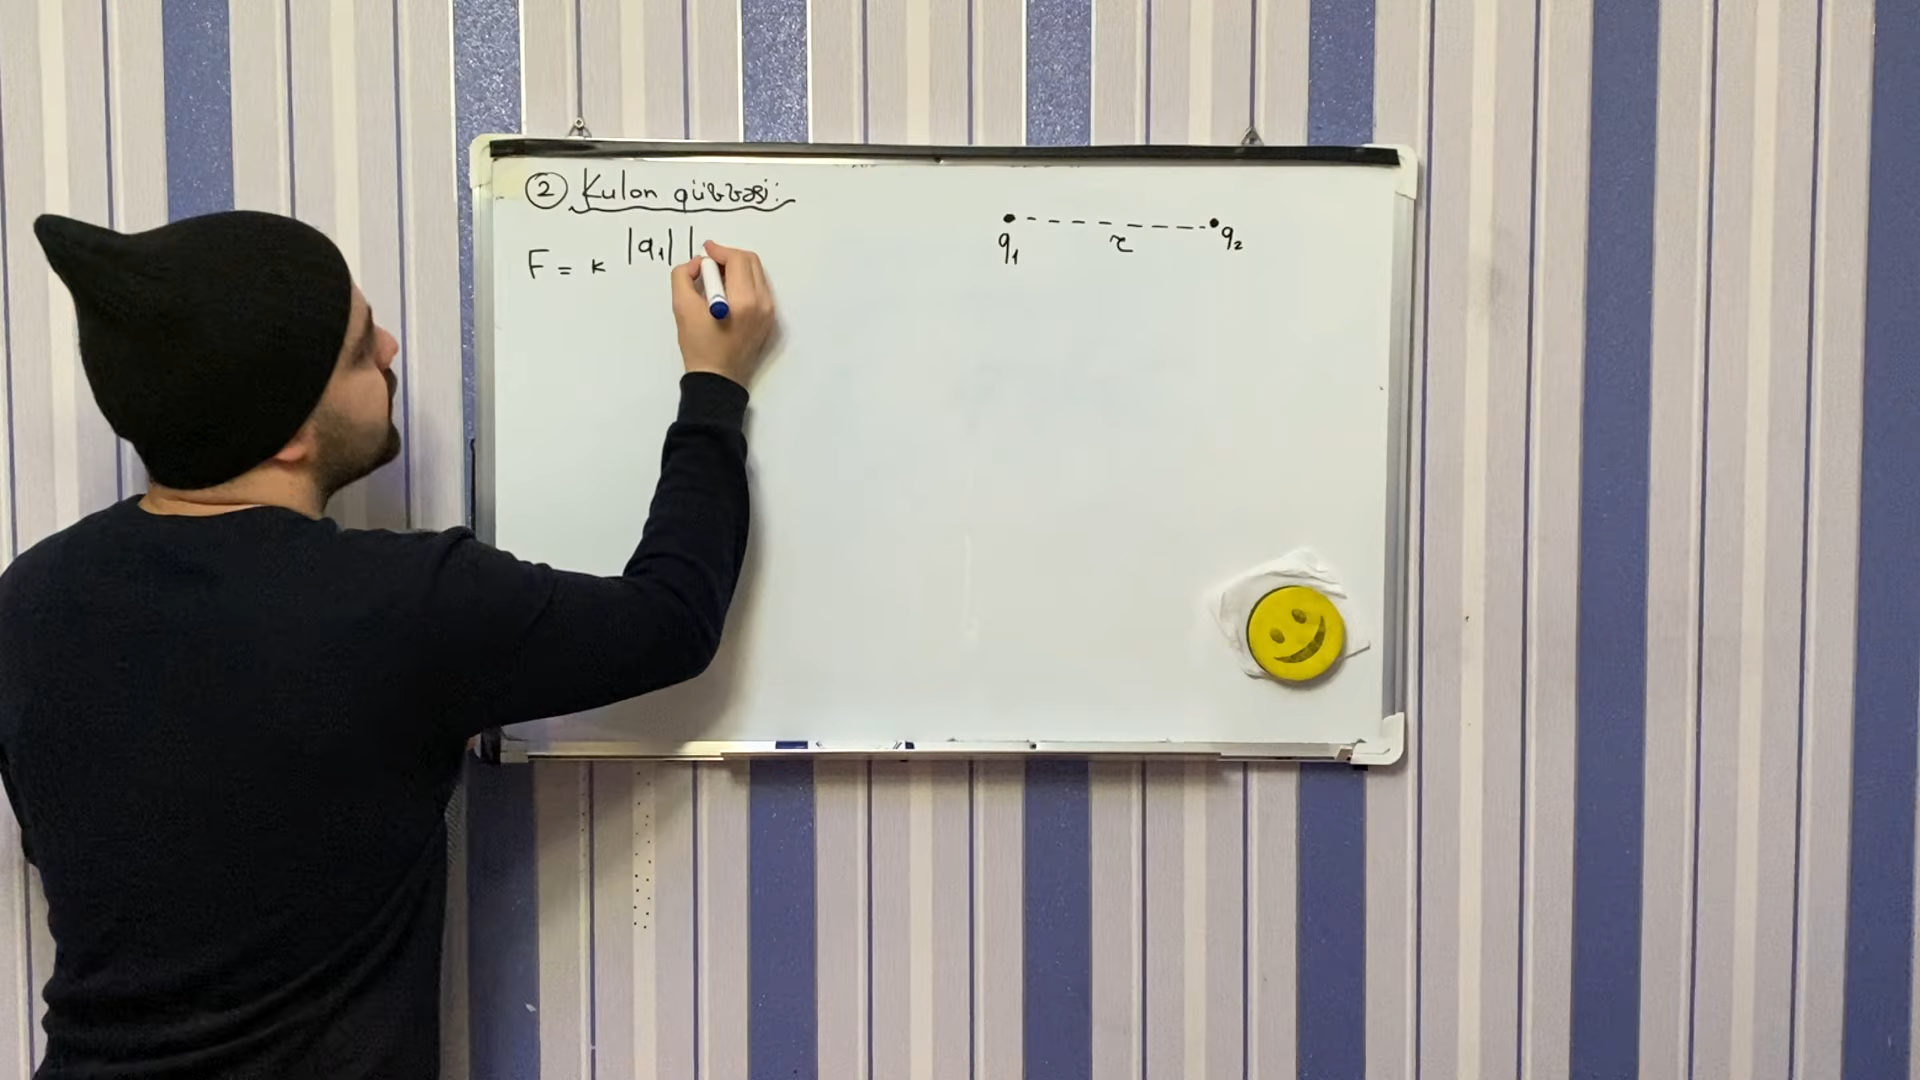 ② Kulon qüvvəsi:
F = k |q₁| |
q₁ r q₂